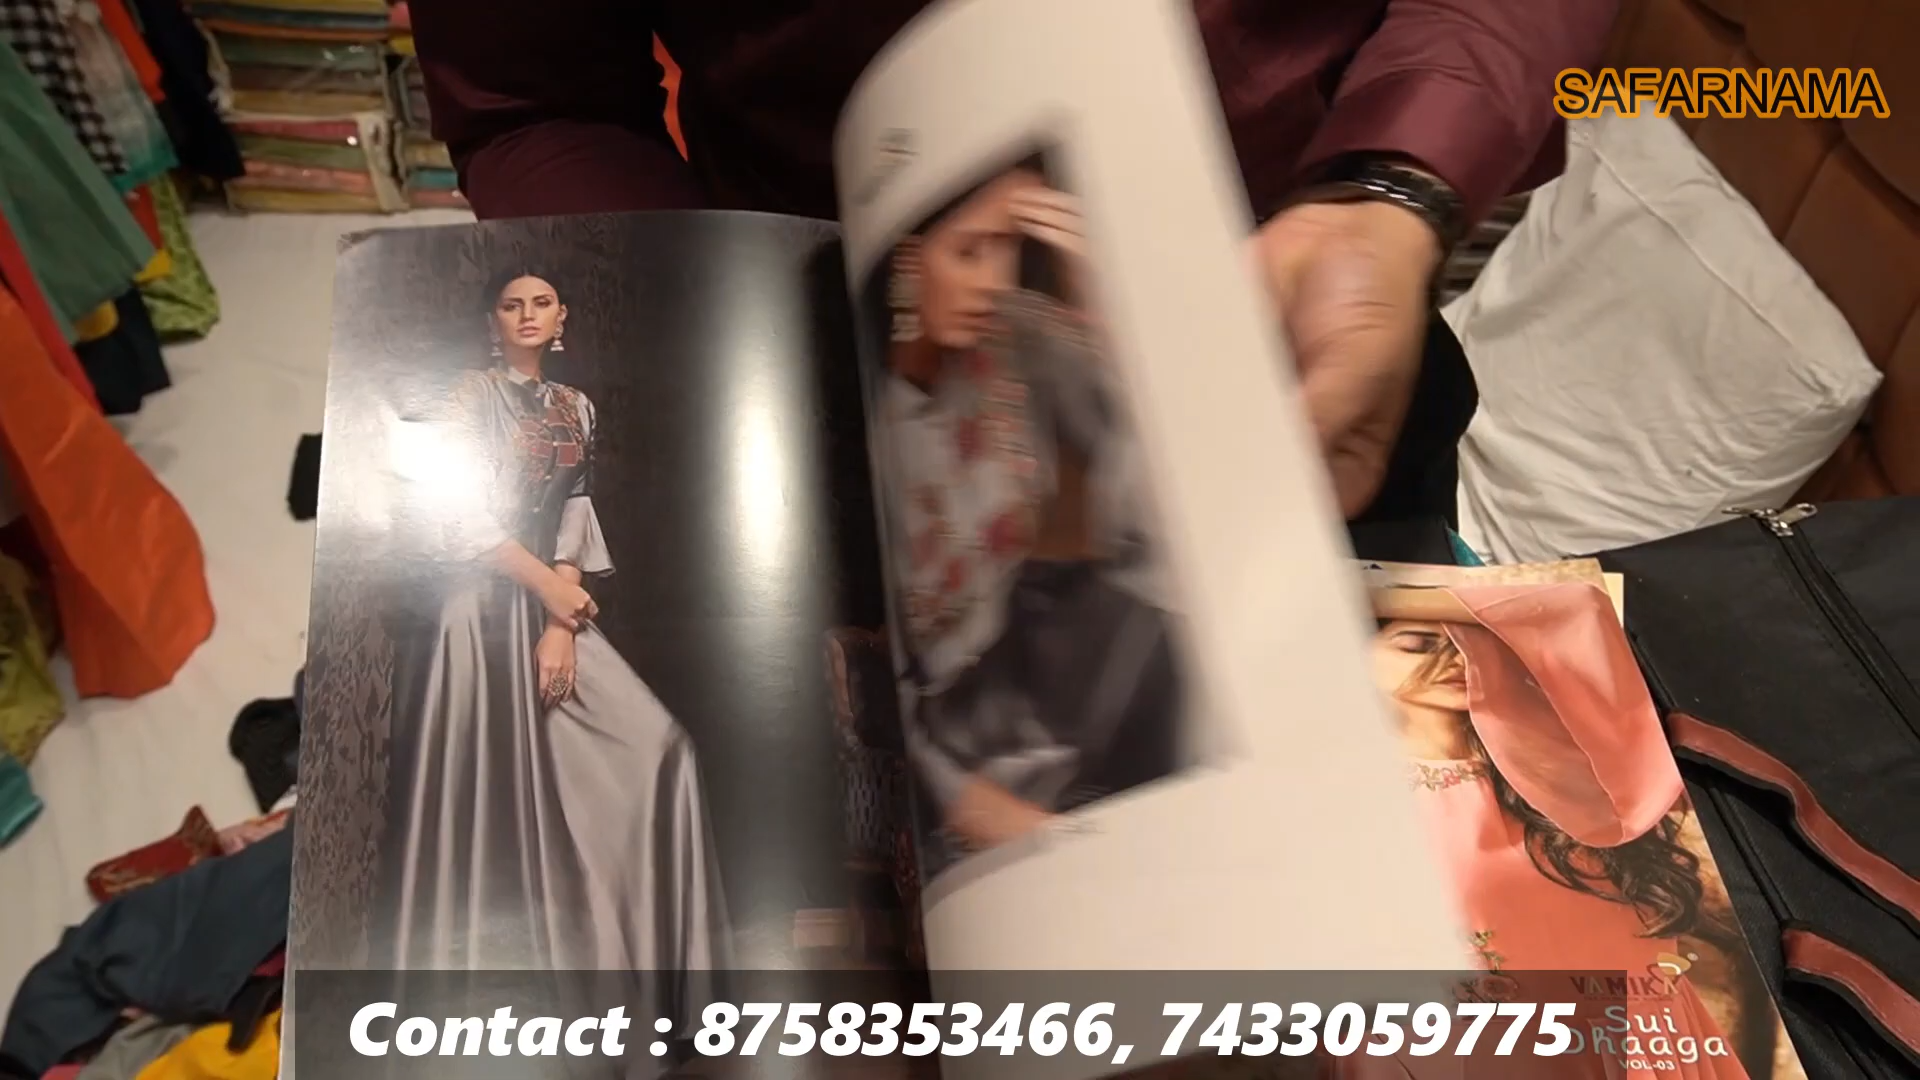 SAFARNAMA
VAMIKA
Sui
Dhaaga
VOL-03
Contact : 8758353466, 7433059775